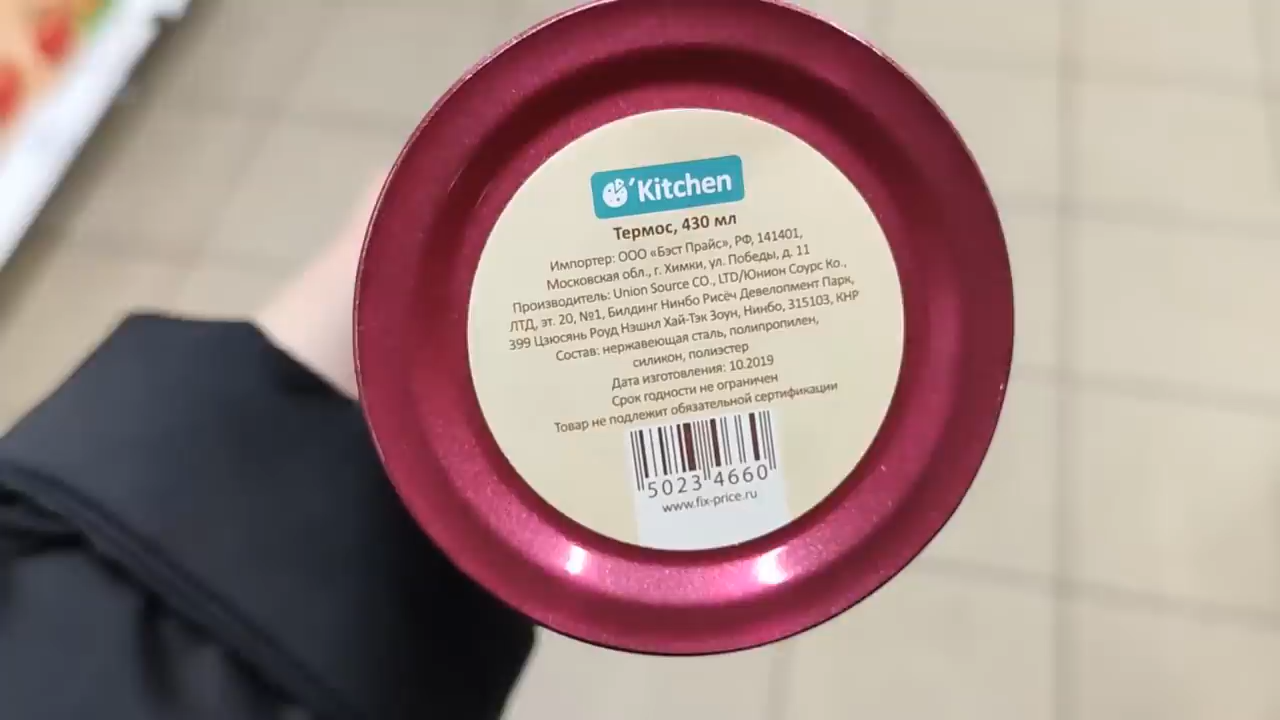 'Kitchen
Термос, 430 мл
Импортер: ООО «Бэст Прайс», РФ, 141401,
Московская обл., г. Химки, ул. Победы, д. 11
Производитель: Union Source CO., LTD/Юнион Соурс Ко.,
ЛТД, эт. 20, №1, Билдинг Нинбо Рисёч Девелопмент Парк,
399 Цзюсянь Роуд Нэшнл Хай-Тэк Зоун, Нинбо, 315103, КНР
Состав: нержавеющая сталь, полипропилен,
силикон, полиэстер
Дата изготовления: 10.2019
Срок годности не ограничен
Товар не подлежит обязательной сертификации
5023 4660
www.fix-price.ru